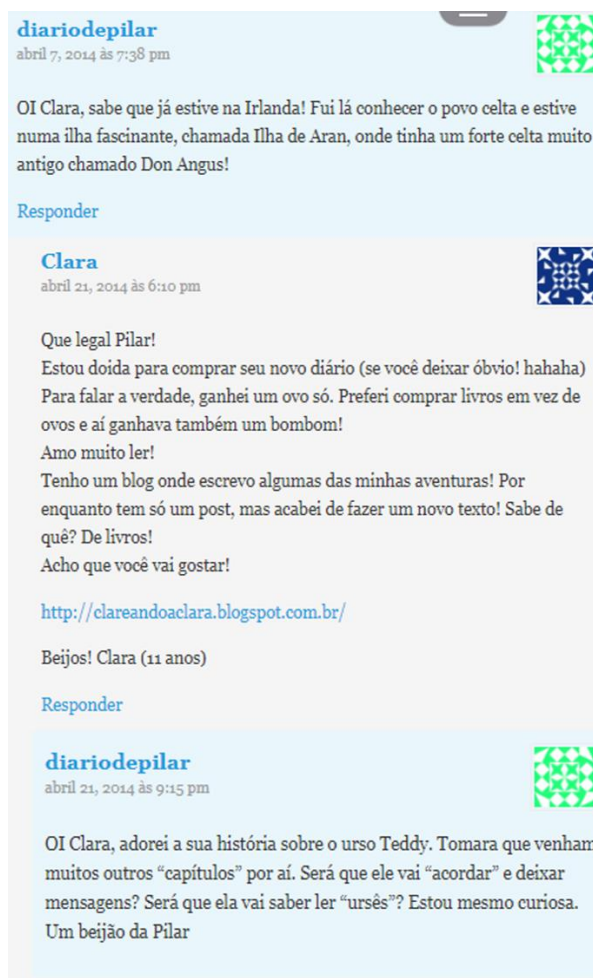 diariodepilar
abril 7, 2014 às 7:38 pm
OI Clara, sabe que já estive na Irlanda! Fui lá conhecer o povo celta e estive
numa ilha fascinante, chamada Ilha de Aran, onde tinha um forte celta muito
antigo chamado Don Angus!
Responder
Clara
abril 21, 2014 às 6:10 pm
Que legal Pilar!
Estou doida para comprar seu novo diário (se você deixar óbvio! hahaha)
Para falar a verdade, ganhei um ovo só. Preferi comprar livros em vez de
ovos e aí ganhava também um bombom!
Amo muito ler!
Tenho um blog onde escrevo algumas das minhas aventuras! Por
enquanto tem só um post, mas acabei de fazer um novo texto! Sabe de
quê? De livros!
Acho que você vai gostar!
http://clareandoaclara.blogspot.com.br/
Beijos! Clara (11 anos)
Responder
diariodepilar
abril 21, 2014 às 9:15 pm
OI Clara, adorei a sua história sobre o urso Teddy. Tomara que venham
muitos outros “capítulos” por aí. Será que ele vai “acordar” e deixar
mensagens? Será que ela vai saber ler “ursês”? Estou mesmo curiosa.
Um beijão da Pilar